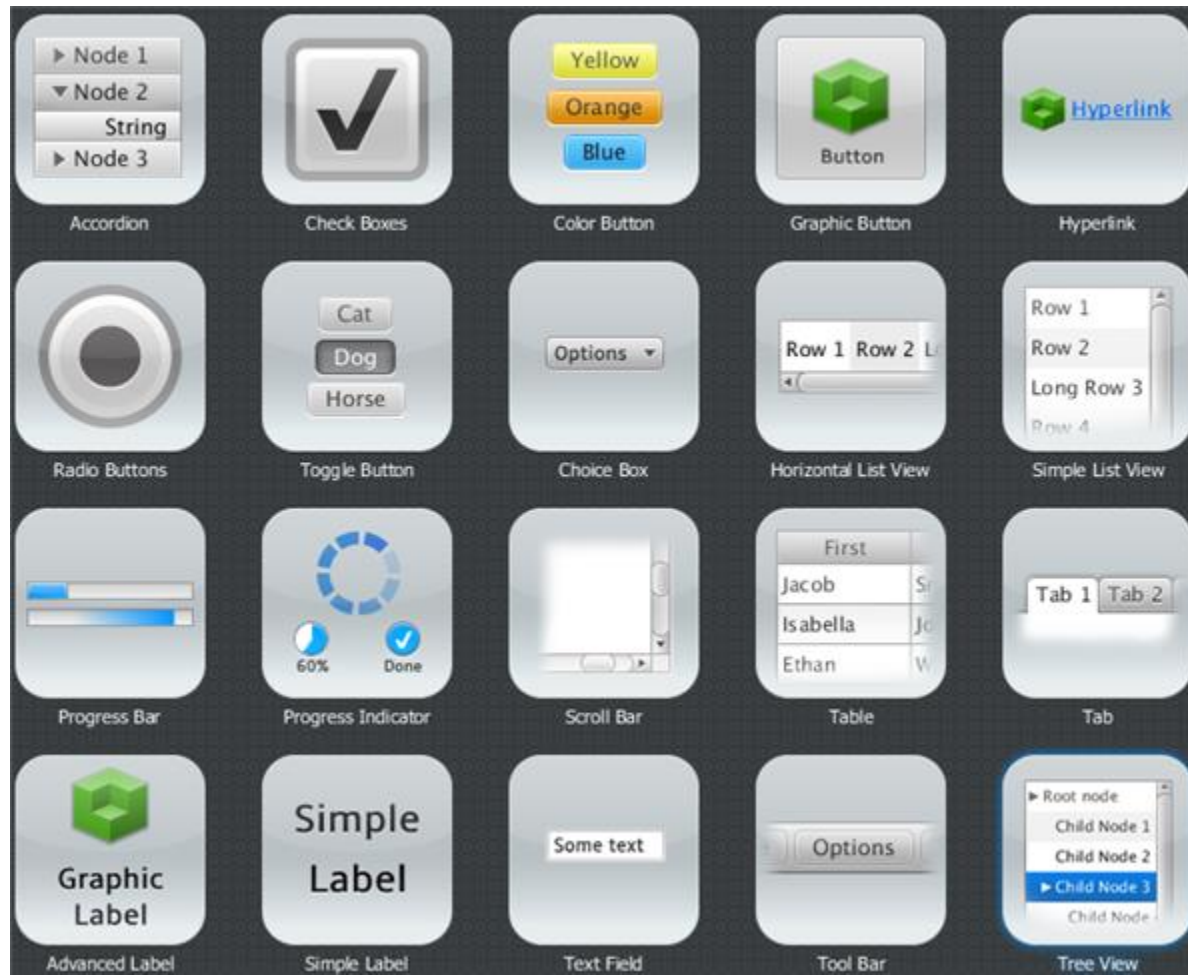 Node 1
Node 2
String
Node 3
Accordion
Check Boxes
Yellow
Orange
Blue
Color Button
Button
Graphic Button
Hyperlink
Hyperlink
Radio Buttons
Cat
Dog
Horse
Toggle Button
Options
Choice Box
Row 1 Row 2 L
Horizontal List View
Row 1
Row 2
Long Row 3
Row 4
Simple List View
Progress Bar
60% Done
Progress Indicator
Scroll Bar
First
Jacob
Isabella
Ethan W
Table
Tab 1 Tab 2
Tab
Graphic
Label
Advanced Label
Simple
Label
Simple Label
Some text
Text Field
Options
Tool Bar
Root node
Child Node 1
Child Node 2
Child Node 3
Child Node
Tree View